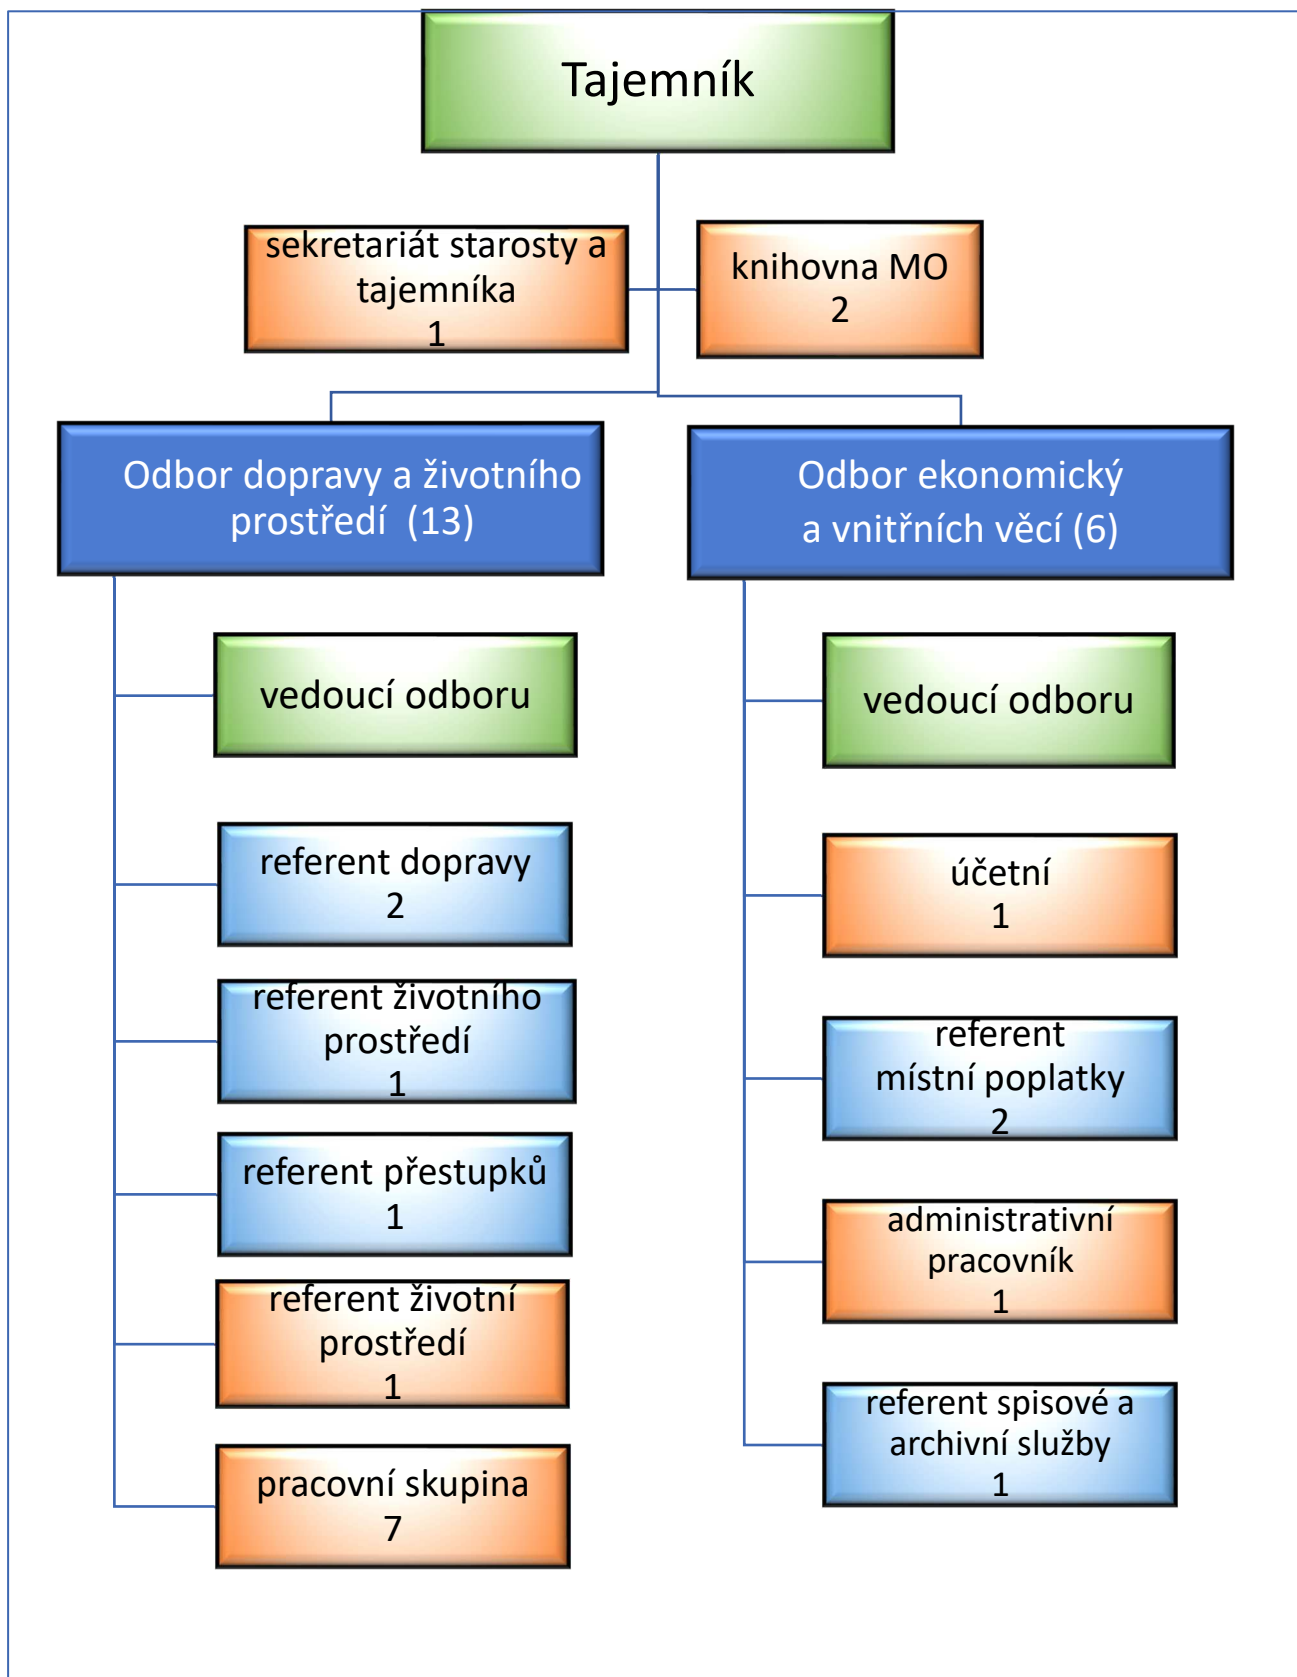 Tajemník
sekretariát starosty a
tajemníka
1
knihovna MO
2
Odbor dopravy a životního
prostředí (13)
vedoucí odboru
referent dopravy
2
referent životního
prostředí
1
referent přestupků
1
referent životní
prostředí
1
pracovní skupina
7
Odbor ekonomický
a vnitřních věcí (6)
vedoucí odboru
účetní
1
referent
místní poplatky
2
administrativní
pracovník
1
referent spisové a
archivní služby
1